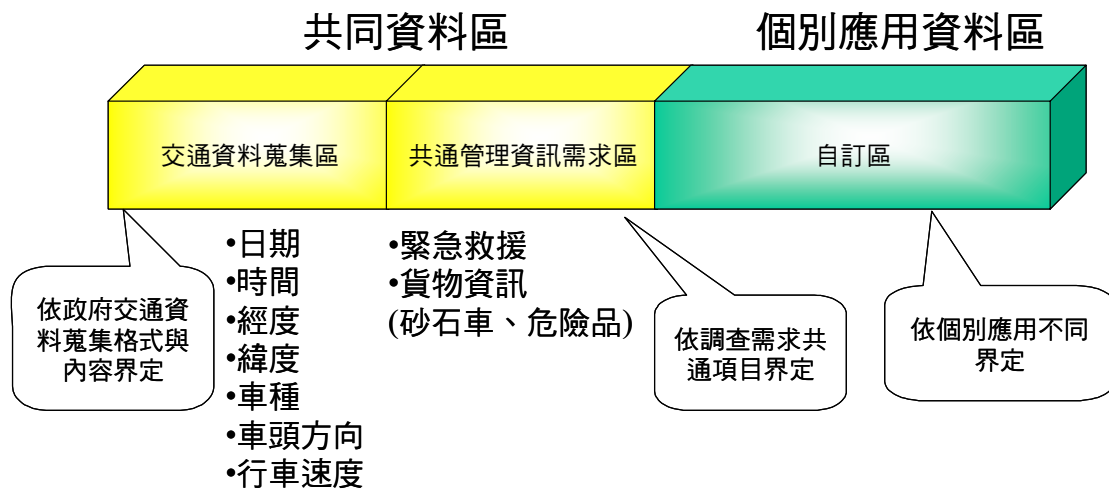 共同資料區
個別應用資料區
交通資料蒐集區
共通管理資訊需求區
自訂區
•日期
•時間
•經度
•緯度
•車種
•車頭方向
•行車速度
•緊急救援
•貨物資訊
(砂石車、危險品)
依政府交通資
料蒐集格式與
內容界定
依調查需求共
通項目界定
依個別應用不同
界定